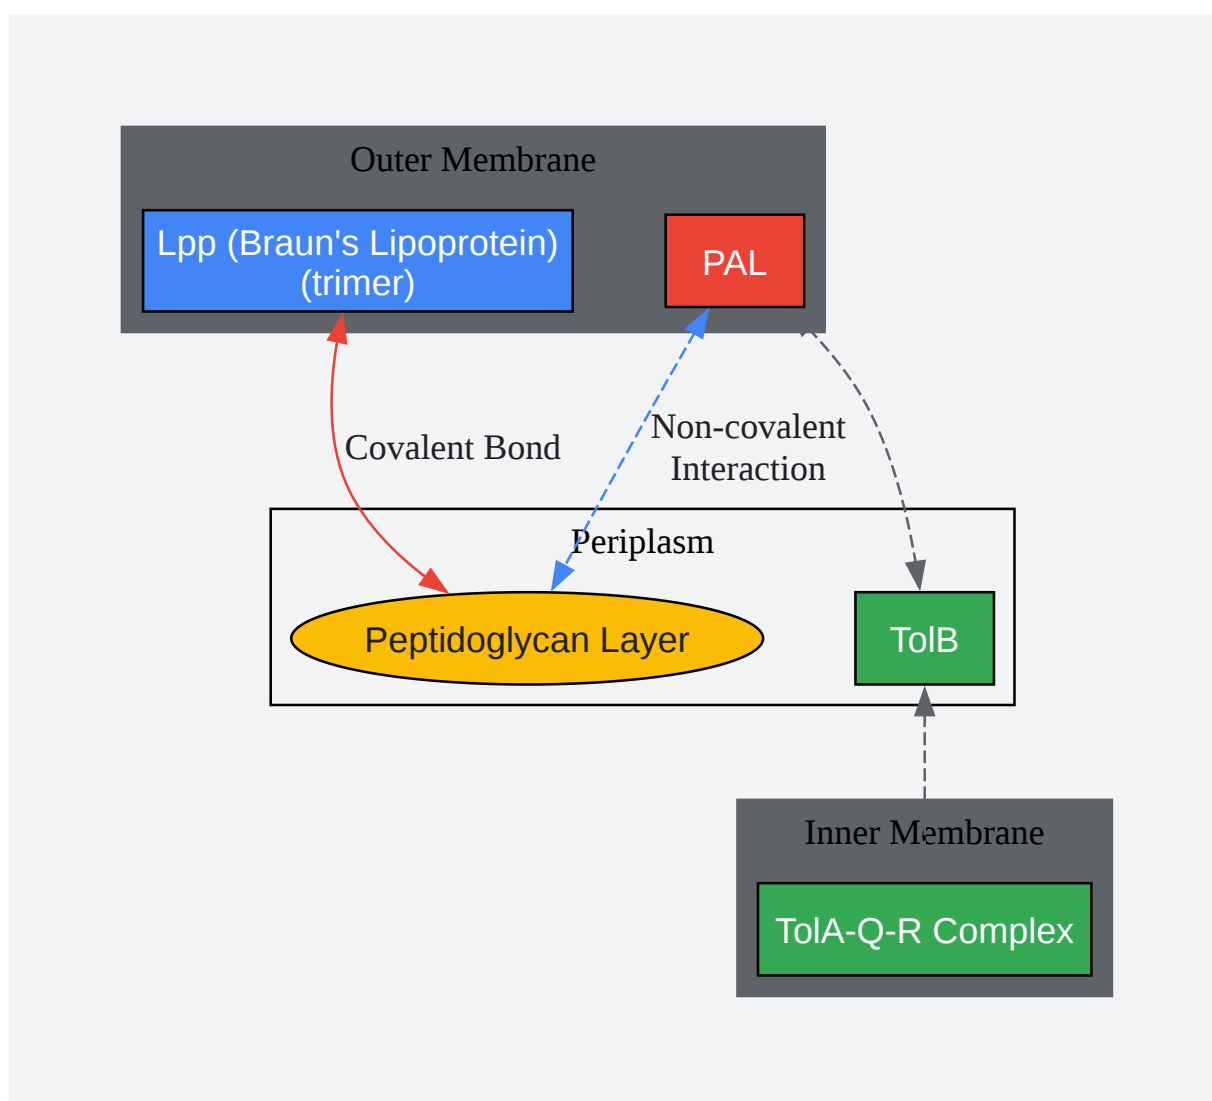 Outer Membrane
Lpp (Braun's Lipoprotein)
(trimer)
PAL
Covalent Bond
Non-covalent
Interaction
Periplasm
Peptidoglycan Layer
TolB
Inner Membrane
TolA-Q-R Complex